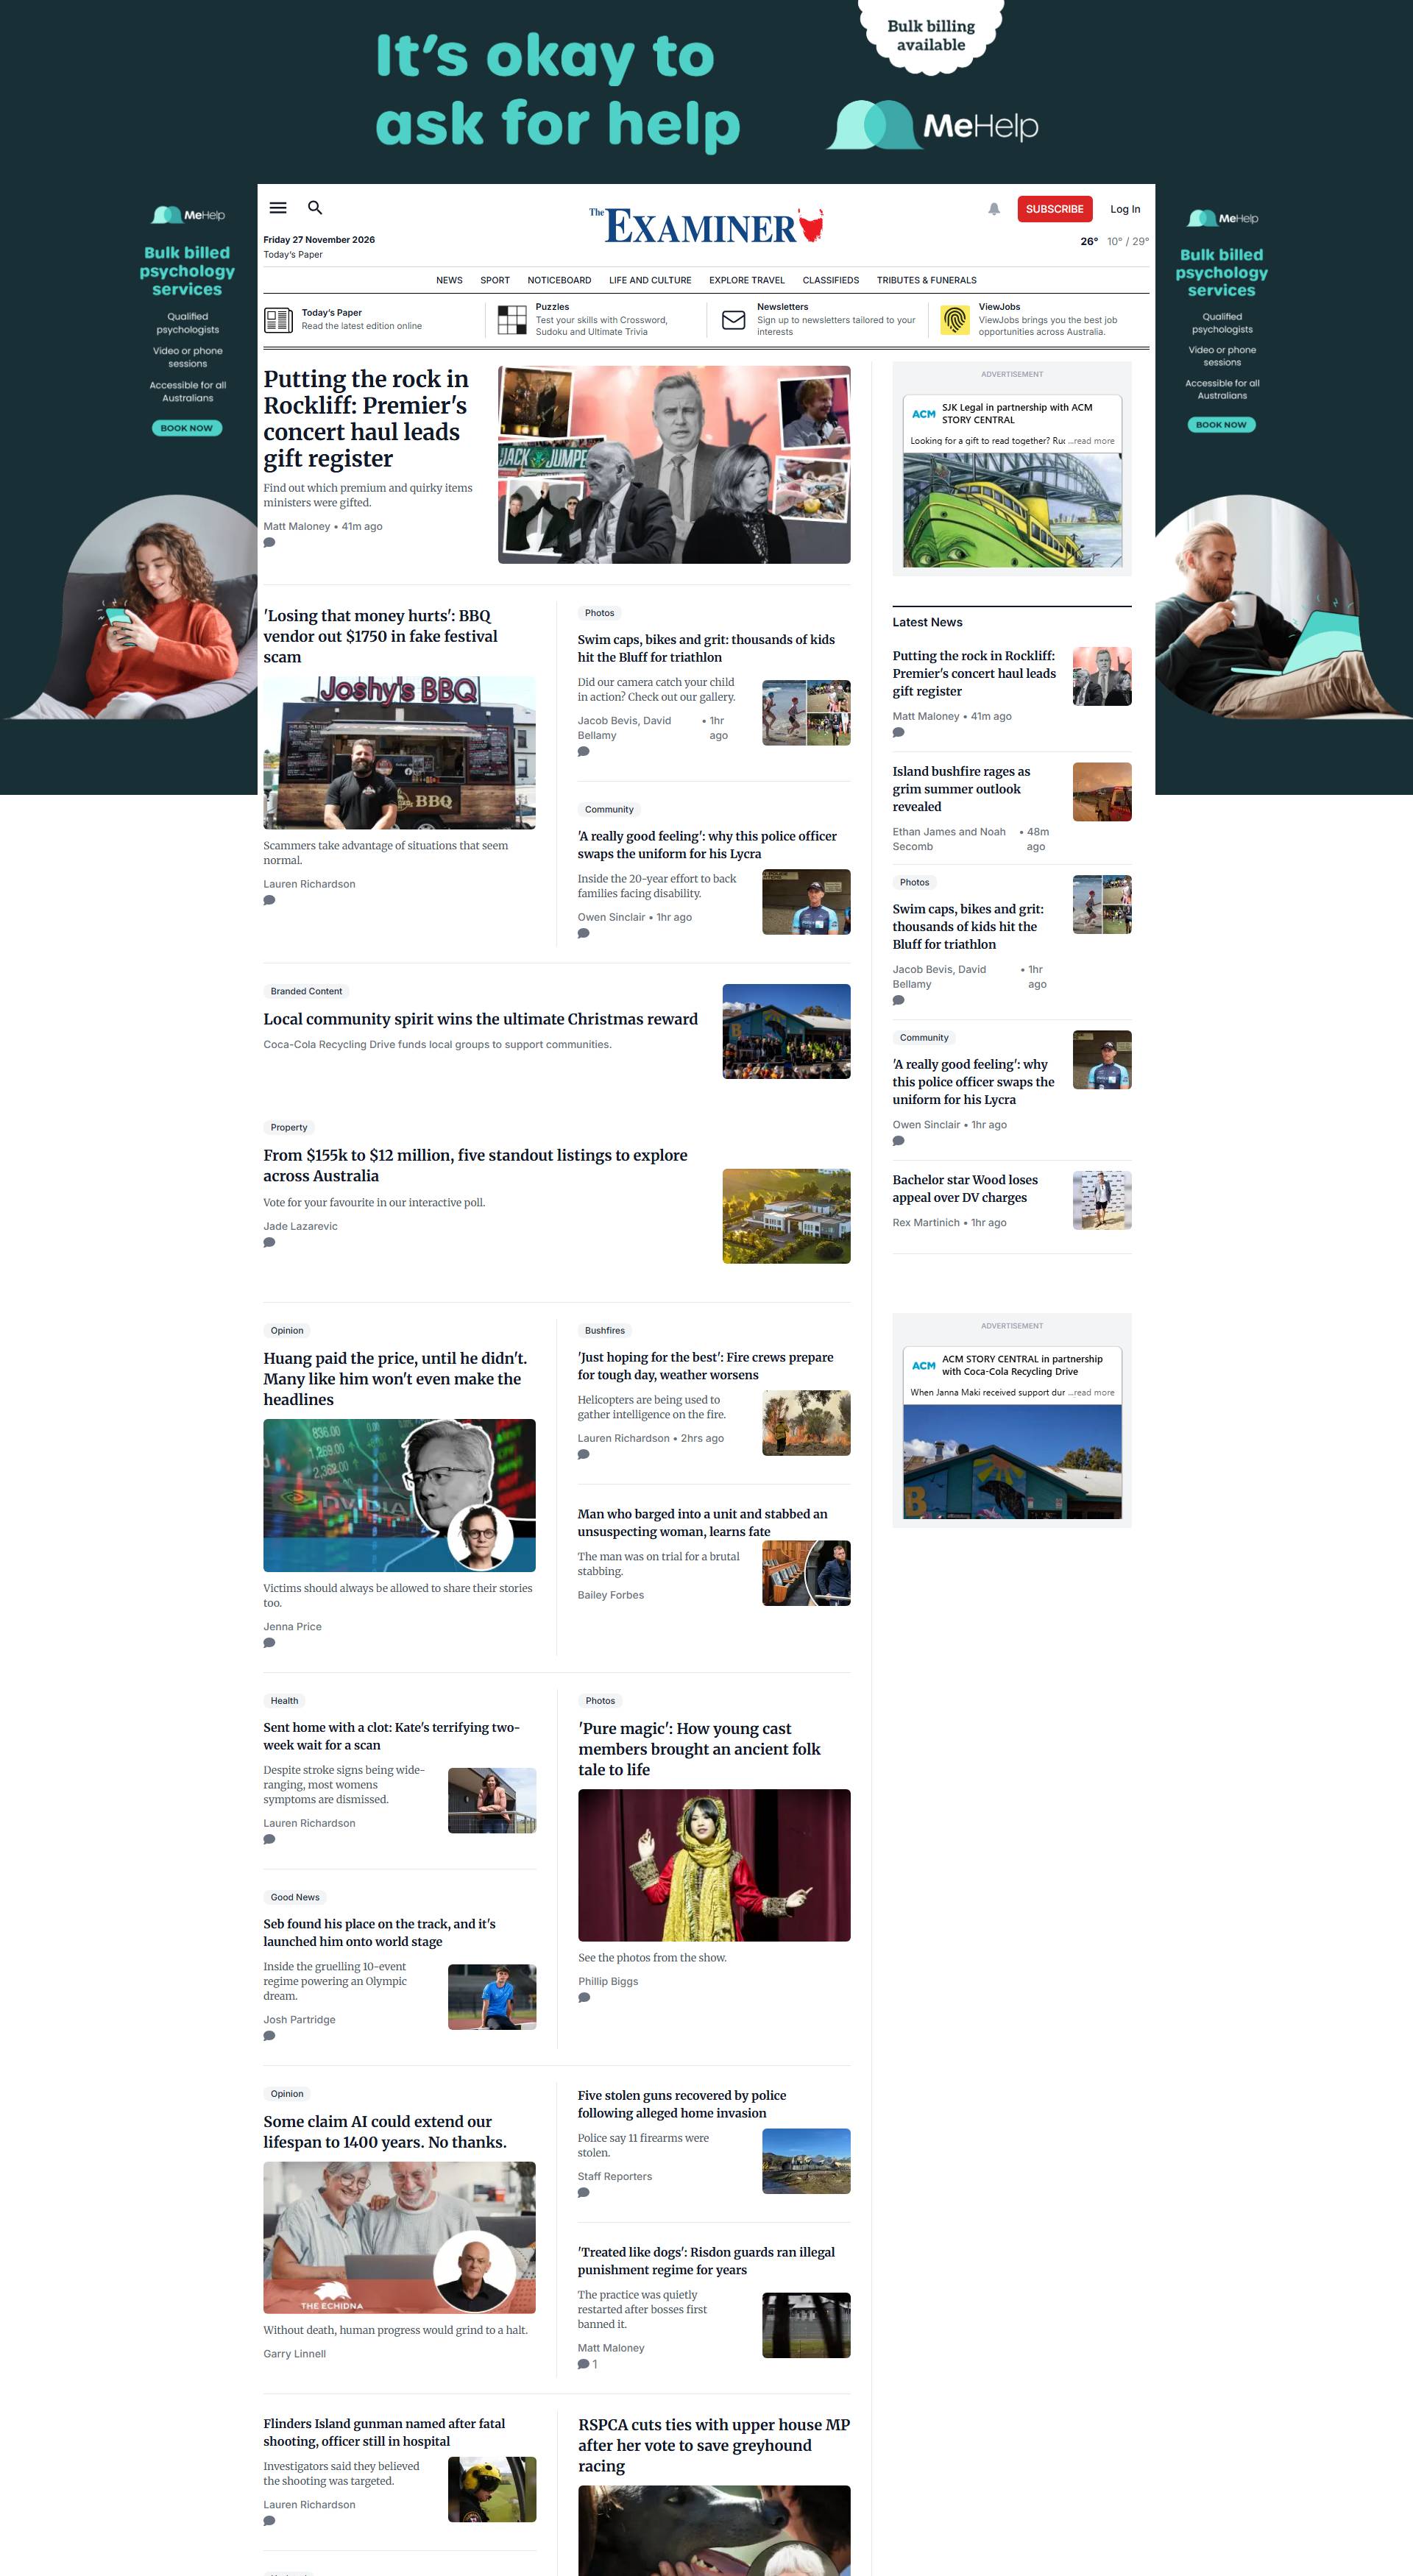 It's okay to
ask for help
Bulk billing
available
MeHelp
MeHelp
Bulk billed
psychology
services
Qualified
psychologists
Video or phone
sessions
Accessible for all
Australians
BOOK NOW
MeHelp
Bulk billed
psychology
services
Qualified
psychologists
Video or phone
sessions
Accessible for all
Australians
BOOK NOW
The EXAMINER
SUBSCRIBE
Log In
Friday 27 November 2026
Today's Paper
26° 10° / 29°
NEWS SPORT NOTICEBOARD LIFE AND CULTURE EXPLORE TRAVEL CLASSIFIEDS TRIBUTES & FUNERALS
Today's Paper
Read the latest edition online
Puzzles
Test your skills with Crossword,
Sudoku and Ultimate Trivia
Newsletters
Sign up to newsletters tailored to your
interests
ViewJobs
ViewJobs brings you the best job
opportunities across Australia.
Putting the rock in
Rockliff: Premier's
concert haul leads
gift register
Find out which premium and quirky items
ministers were gifted.
Matt Maloney • 41m ago
JACK JUMPE
'Losing that money hurts': BBQ
vendor out $1750 in fake festival
scam
Joshy's BBQ
BBQ
Scammers take advantage of situations that seem
normal.
Lauren Richardson
Photos
Swim caps, bikes and grit: thousands of kids
hit the Bluff for triathlon
Did our camera catch your child
in action? Check out our gallery.
Jacob Bevis, David
Bellamy
• 1hr
ago
Community
'A really good feeling': why this police officer
swaps the uniform for his Lycra
Inside the 20-year effort to back
families facing disability.
Owen Sinclair • 1hr ago
Branded Content
Local community spirit wins the ultimate Christmas reward
Coca-Cola Recycling Drive funds local groups to support communities.
Property
From $155k to $12 million, five standout listings to explore
across Australia
Vote for your favourite in our interactive poll.
Jade Lazarevic
Opinion
Huang paid the price, until he didn't.
Many like him won't even make the
headlines
836.00
1,269.00
2,362.00
NVIDIA
Victims should always be allowed to share their stories
too.
Jenna Price
Bushfires
'Just hoping for the best': Fire crews prepare
for tough day, weather worsens
Helicopters are being used to
gather intelligence on the fire.
Lauren Richardson • 2hrs ago
Man who barged into a unit and stabbed an
unsuspecting woman, learns fate
The man was on trial for a brutal
stabbing.
Bailey Forbes
Health
Sent home with a clot: Kate's terrifying two-
week wait for a scan
Despite stroke signs being wide-
ranging, most womens
symptoms are dismissed.
Lauren Richardson
Good News
Seb found his place on the track, and it's
launched him onto world stage
Inside the gruelling 10-event
regime powering an Olympic
dream.
Josh Partridge
Photos
'Pure magic': How young cast
members brought an ancient folk
tale to life
See the photos from the show.
Phillip Biggs
Opinion
Some claim AI could extend our
lifespan to 1400 years. No thanks.
THE ECHIDNA
Without death, human progress would grind to a halt.
Garry Linnell
Five stolen guns recovered by police
following alleged home invasion
Police say 11 firearms were
stolen.
Staff Reporters
'Treated like dogs': Risdon guards ran illegal
punishment regime for years
The practice was quietly
restarted after bosses first
banned it.
Matt Maloney
1
Flinders Island gunman named after fatal
shooting, officer still in hospital
Investigators said they believed
the shooting was targeted.
Lauren Richardson
RSPCA cuts ties with upper house MP
after her vote to save greyhound
racing
ADVERTISEMENT
ACM
SJK Legal in partnership with ACM
STORY CENTRAL
Looking for a gift to read together? Ruc ...read more
Latest News
Putting the rock in Rockliff:
Premier's concert haul leads
gift register
Matt Maloney • 41m ago
Island bushfire rages as
grim summer outlook
revealed
Ethan James and Noah
Secomb
• 48m
ago
Photos
Swim caps, bikes and grit:
thousands of kids hit the
Bluff for triathlon
Jacob Bevis, David
Bellamy
• 1hr
ago
Community
'A really good feeling': why
this police officer swaps the
uniform for his Lycra
Owen Sinclair • 1hr ago
Bachelor star Wood loses
appeal over DV charges
Rex Martinich • 1hr ago
ADVERTISEMENT
ACM
ACM STORY CENTRAL in partnership
with Coca-Cola Recycling Drive
When Janna Maki received support dur ...read more
B